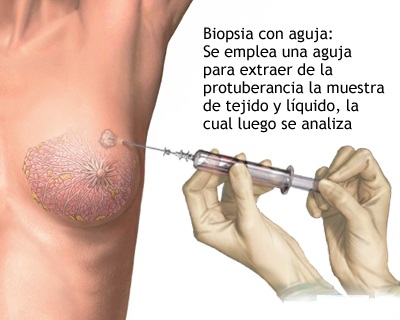 Biopsia con aguja:
Se emplea una aguja
para extraer de la
protuberancia la muestra
de tejido y líquido, la
cual luego se analiza